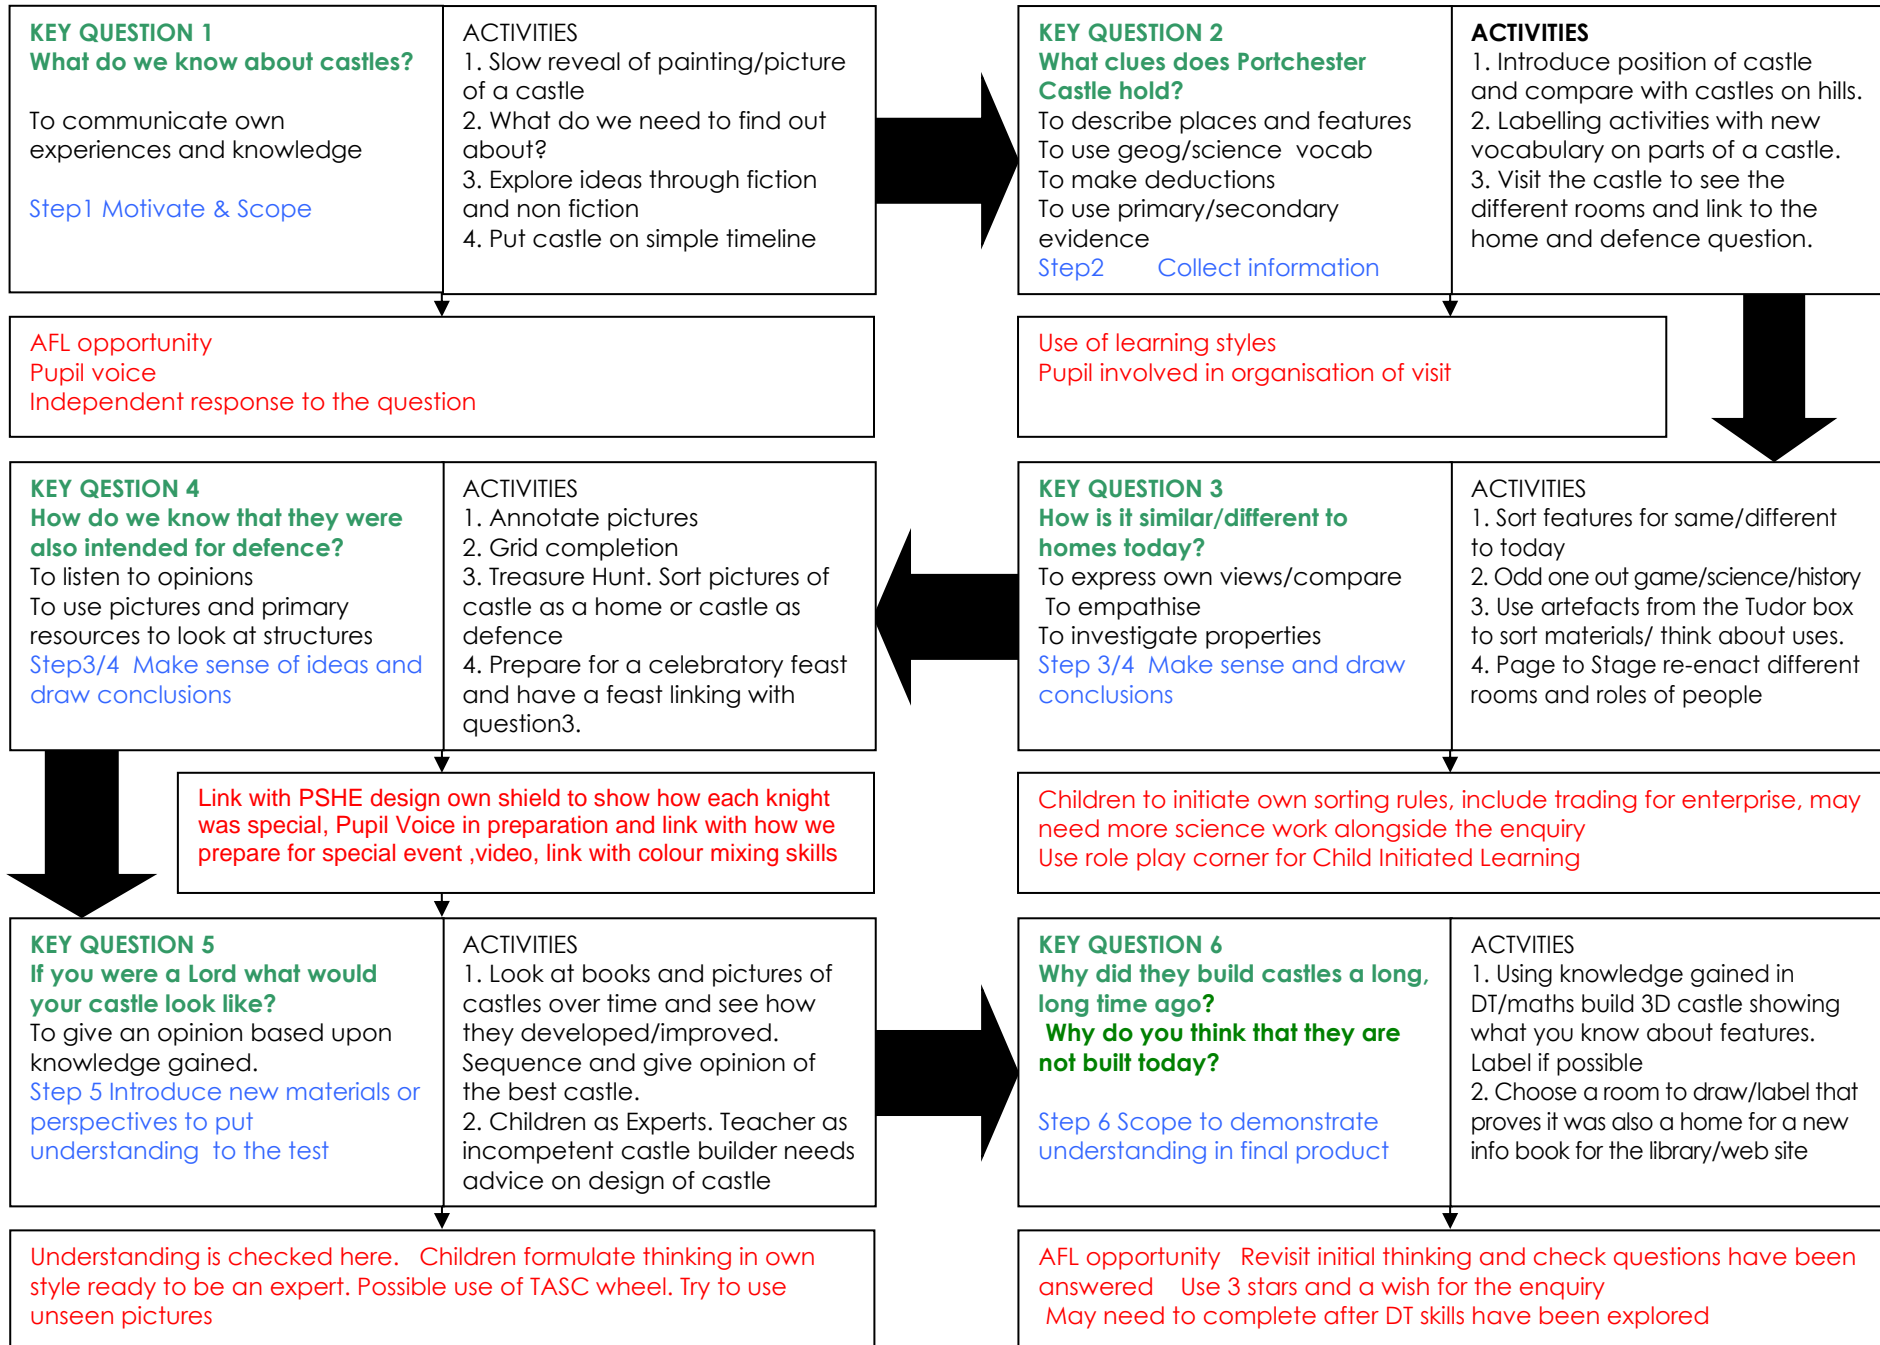 KEY QUESTION 1
What do we know about castles?
To communicate own
experiences and knowledge
Step1 Motivate & Scope
ACTIVITIES
1. Slow reveal of painting/picture
of a castle
2. What do we need to find out
about?
3. Explore ideas through fiction
and non fiction
4. Put castle on simple timeline
AFL opportunity
Pupil voice
Independent response to the question
KEY QUESTION 2
What clues does Portchester
Castle hold?
To describe places and features
To use geog/science vocab
To make deductions
To use primary/secondary
evidence
Step2 Collect information
ACTIVITIES
1. Introduce position of castle
and compare with castles on hills.
2. Labelling activities with new
vocabulary on parts of a castle.
3. Visit the castle to see the
different rooms and link to the
home and defence question.
Use of learning styles
Pupil involved in organisation of visit
KEY QUESTION 3
How is it similar/different to
homes today?
To express own views/compare
To empathise
To investigate properties
Step 3/4 Make sense and draw
conclusions
ACTIVITIES
1. Sort features for same/different
to today
2. Odd one out game/science/history
3. Use artefacts from the Tudor box
to sort materials/ think about uses.
4. Page to Stage re-enact different
rooms and roles of people
Children to initiate own sorting rules, include trading for enterprise, may
need more science work alongside the enquiry
Use role play corner for Child Initiated Learning
KEY QESTION 4
How do we know that they were
also intended for defence?
To listen to opinions
To use pictures and primary
resources to look at structures
Step3/4 Make sense of ideas and
draw conclusions
ACTIVITIES
1. Annotate pictures
2. Grid completion
3. Treasure Hunt. Sort pictures of
castle as a home or castle as
defence
4. Prepare for a celebratory feast
and have a feast linking with
question3.
Link with PSHE design own shield to show how each knight
was special, Pupil Voice in preparation and link with how we
prepare for special event ,video, link with colour mixing skills
KEY QUESTION 5
If you were a Lord what would
your castle look like?
To give an opinion based upon
knowledge gained.
Step 5 Introduce new materials or
perspectives to put
understanding to the test
ACTIVITIES
1. Look at books and pictures of
castles over time and see how
they developed/improved.
Sequence and give opinion of
the best castle.
2. Children as Experts. Teacher as
incompetent castle builder needs
advice on design of castle
Understanding is checked here. Children formulate thinking in own
style ready to be an expert. Possible use of TASC wheel. Try to use
unseen pictures
KEY QUESTION 6
Why did they build castles a long,
long time ago?
Why do you think that they are
not built today?
Step 6 Scope to demonstrate
understanding in final product
ACTVITIES
1. Using knowledge gained in
DT/maths build 3D castle showing
what you know about features.
Label if possible
2. Choose a room to draw/label that
proves it was also a home for a new
info book for the library/web site
AFL opportunity Revisit initial thinking and check questions have been
answered Use 3 stars and a wish for the enquiry
May need to complete after DT skills have been explored